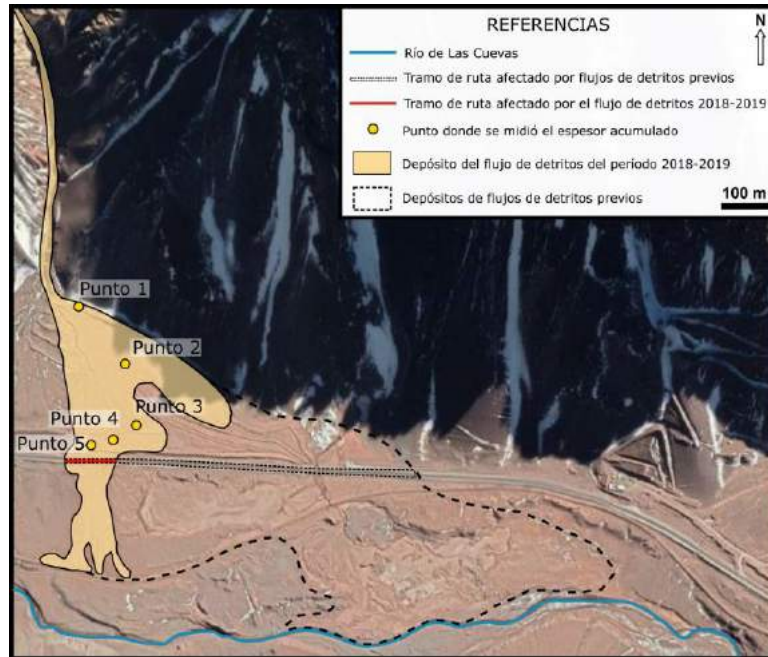 REFERENCIAS
N
Río de Las Cuevas
Tramo de ruta afectado por flujos de detritos previos
Tramo de ruta afectado por el flujo de detritos 2018-2019
Punto donde se midió el espesor acumulado
Depósito del flujo de detritos del periodo 2018-2019
Depósitos de flujos de detritos previos
100 m
Punto 1
Punto 2
Punto 3
Punto 4
Punto 5